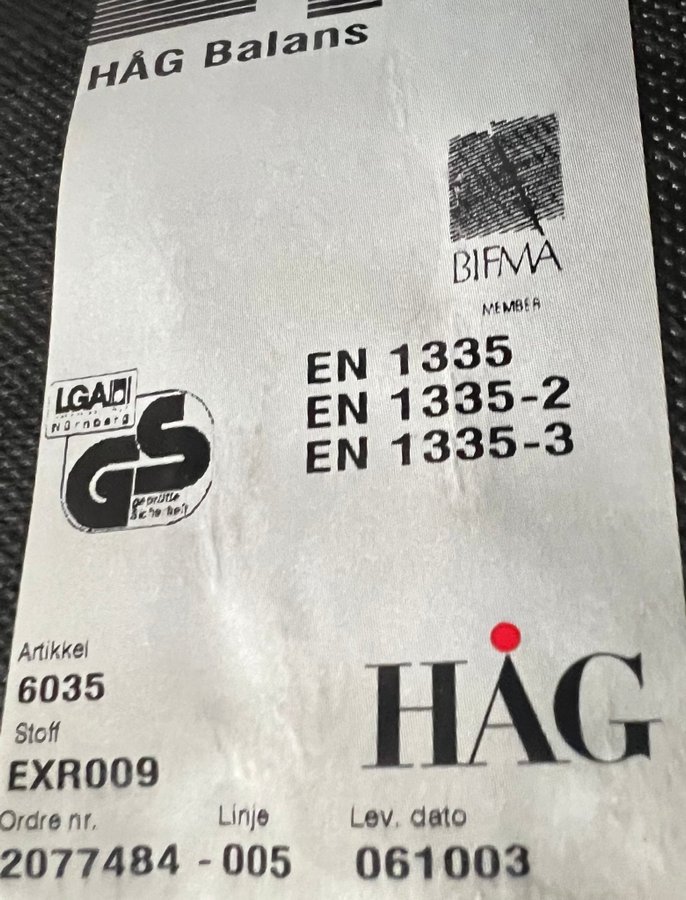 HÅG Balans
BIFMA
MEMBER
EN 1335
EN 1335-2
EN 1335-3
LGA
Nürnberg
GS
geprüfte
Sicherheit
Artikkel
6035
HÅG
Stoff
EXR009
Ordre nr. Linje Lev. dato
2077484 - 005 061003